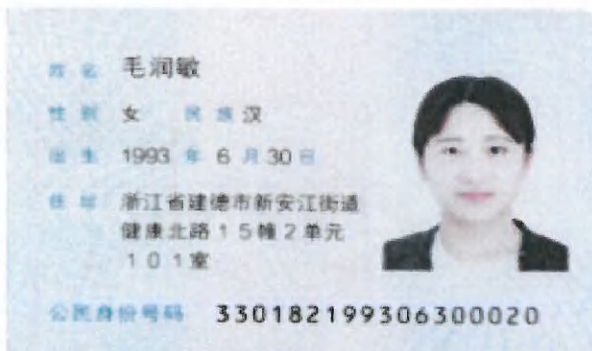 姓名 毛润敏
性别 女 民族 汉
出生 1993 年 6 月 30 日
住址 浙江省建德市新安江街道
健康北路15幢2单元
101室
公民身份号码 330182199306300020